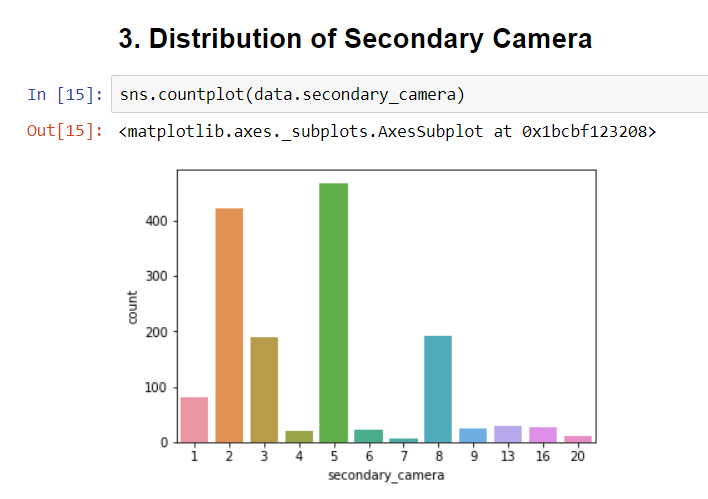 3. Distribution of Secondary Camera
In [15]: sns.countplot(data.secondary_camera)
Out[15]: <matplotlib.axes._subplots.AxesSubplot at 0x1bcbf123208>
400
300
200
100
0
count
1 2 3 4 5 6 7 8 9 13 16 20
secondary_camera